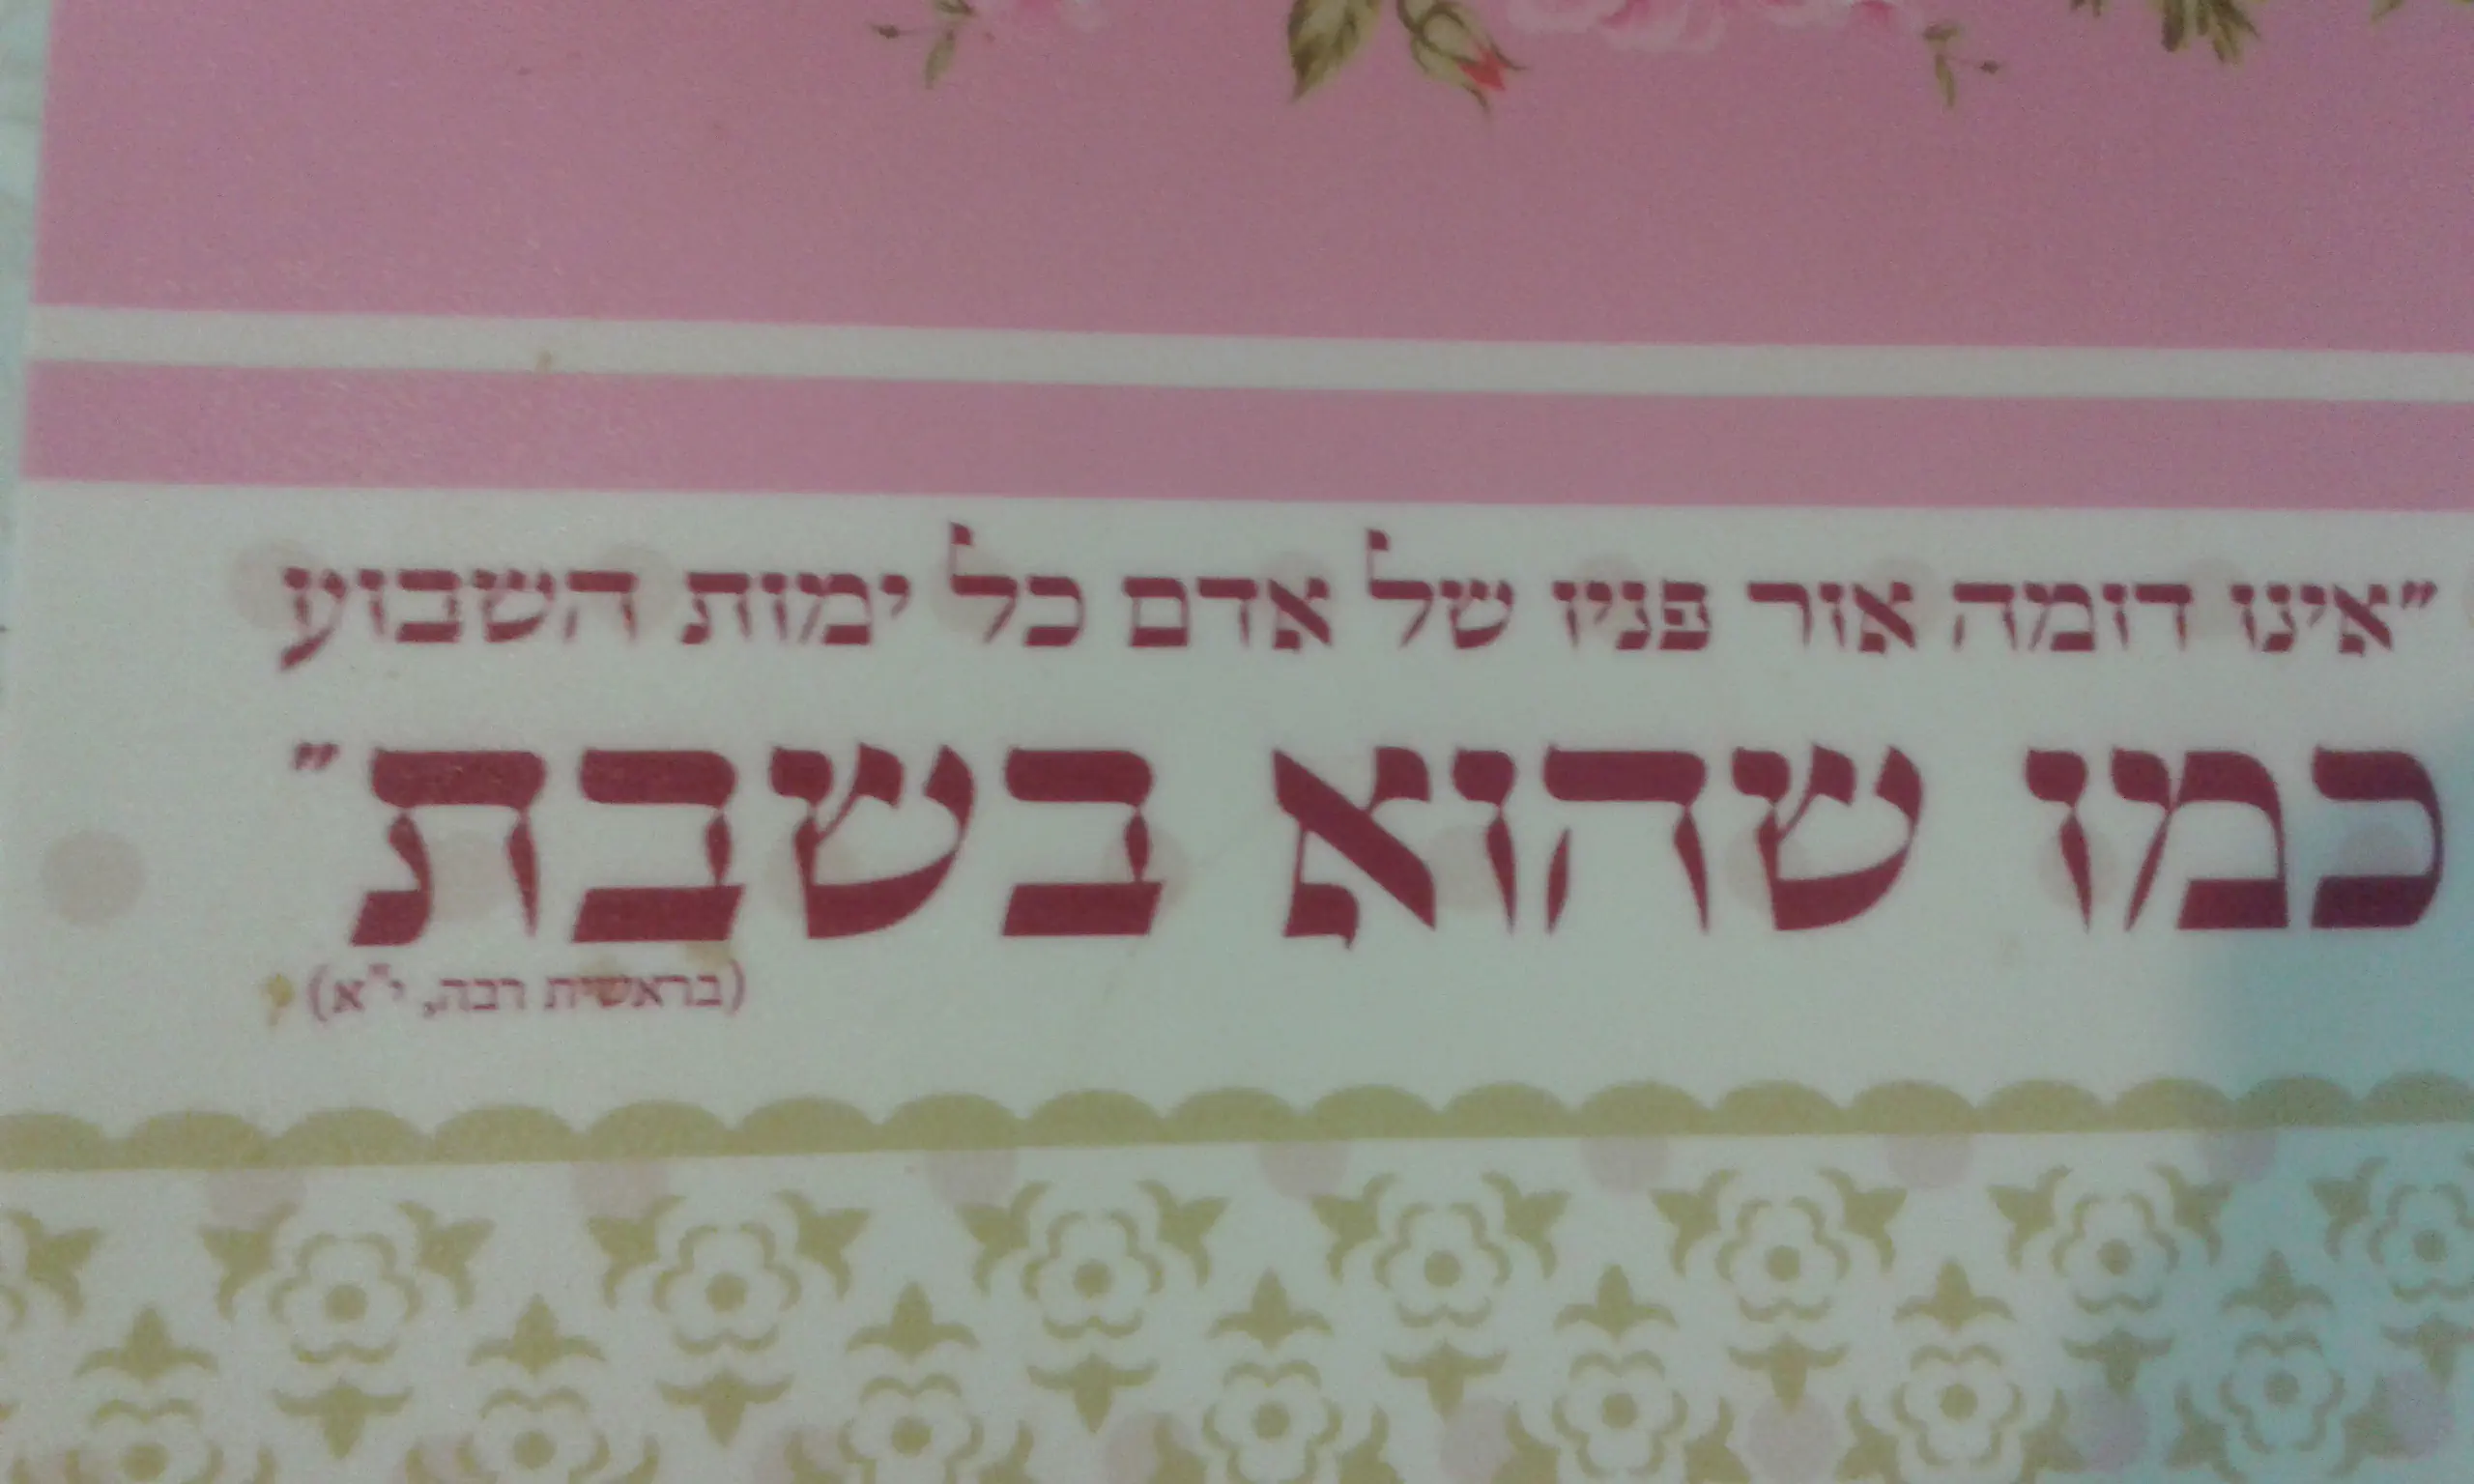 "אינו דומה אור פניו של אדם כל ימות השבוע
כמו שהוא בשבת"
(בראשית רבה, י"א)